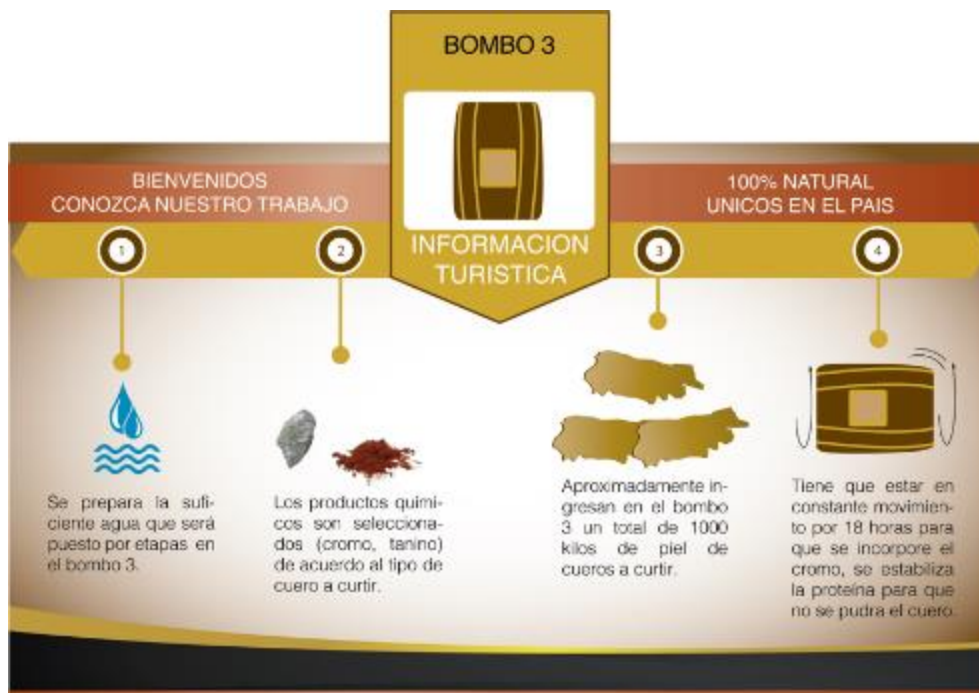 BOMBO 3
BIENVENIDOS
CONOZCA NUESTRO TRABAJO
INFORMACION
TURISTICA
100% NATURAL
UNICOS EN EL PAIS
1
2
3
4
Se prepara la sufi-
ciente agua que será
puesto por etapas en
el bombo 3.
Los productos quimi-
cos son selecciona-
dos (cromo, tanino)
de acuerdo al tipo de
cuero a curtir.
Aproximadamente in-
gresan en el bombo
3 un total de 1000
kilos de piel de
cueros a curtir.
Tiene que estar en
constante movimien-
to por 18 horas para
que se incorpore el
cromo, se estabiliza
la proteína para que
no se pudra el cuero.